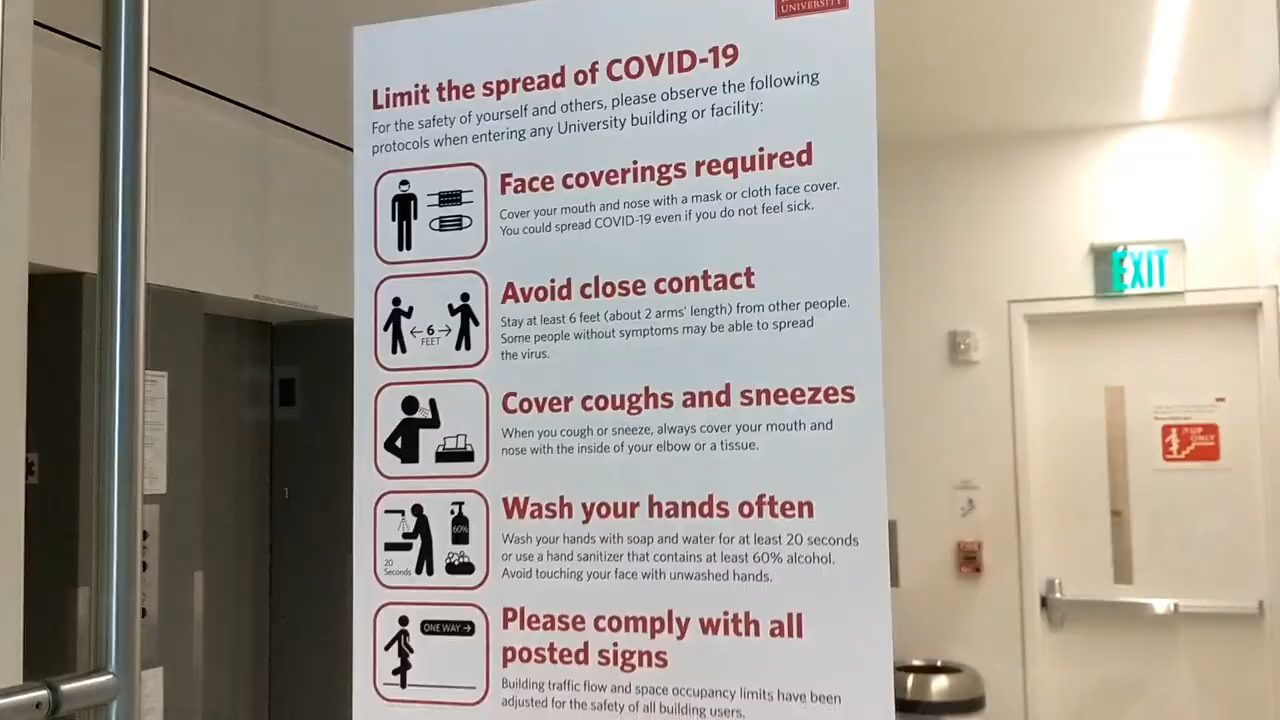 UNIVERSITY
Limit the spread of COVID-19
For the safety of yourself and others, please observe the following
protocols when entering any University building or facility:
Face coverings required
Cover your mouth and nose with a mask or cloth face cover.
You could spread COVID-19 even if you do not feel sick.
Avoid close contact
Stay at least 6 feet (about 2 arms' length) from other people.
Some people without symptoms may be able to spread
the virus.
6
FEET
Cover coughs and sneezes
When you cough or sneeze, always cover your mouth and
nose with the inside of your elbow or a tissue.
Wash your hands often
Wash your hands with soap and water for at least 20 seconds
or use a hand sanitizer that contains at least 60% alcohol.
Avoid touching your face with unwashed hands.
60%
20
Seconds
Please comply with all
posted signs
Building traffic flow and space occupancy limits have been
adjusted for the safety of all building users.
ONE WAY →
EXIT
UP
ONLY